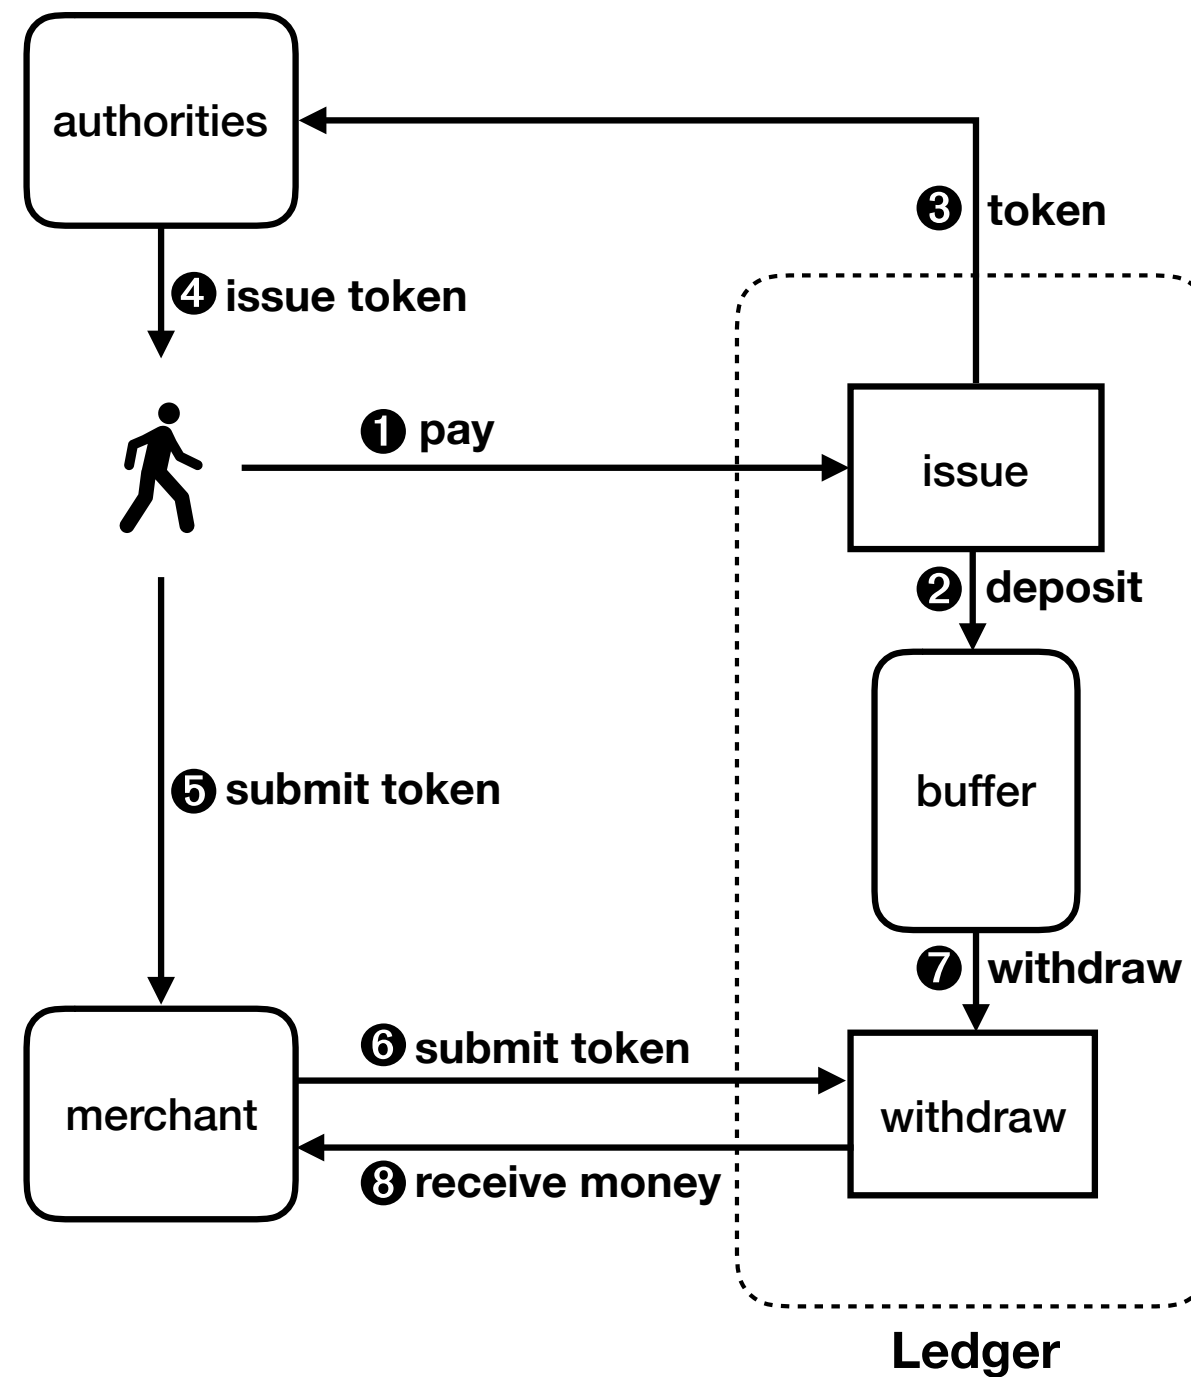 authorities
❸ token
❹ issue token
❶ pay
issue
❷ deposit
buffer
❺ submit token
❼ withdraw
❻ submit token
merchant
withdraw
❽ receive money
Ledger